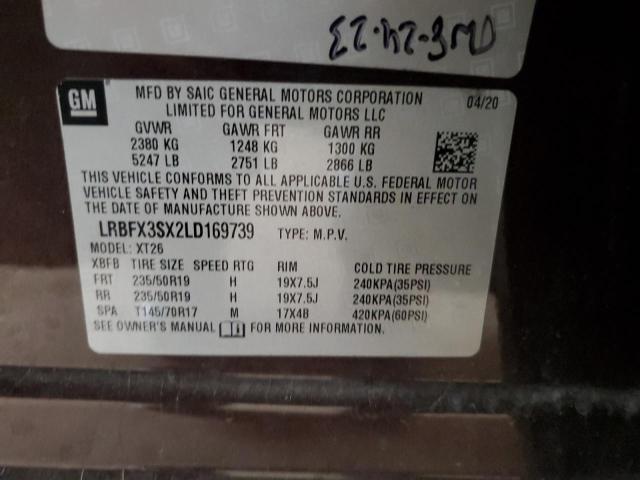 GM
MFD BY SAIC GENERAL MOTORS CORPORATION
LIMITED FOR GENERAL MOTORS LLC
04/20
GVWR GAWR FRT GAWR RR
2380 KG 1248 KG 1300 KG
5247 LB 2751 LB 2866 LB
THIS VEHICLE CONFORMS TO ALL APPLICABLE U.S. FEDERAL MOTOR
VEHICLE SAFETY AND THEFT PREVENTION STANDARDS IN EFFECT ON
THE DATE OF MANUFACTURE SHOWN ABOVE.
LRBFX3SX2LD169739 TYPE: M.P.V.
MODEL: XT26
XBFB TIRE SIZE SPEED RTG RIM COLD TIRE PRESSURE
FRT 235/50R19 H 19X7.5J 240KPA(35PSI)
RR 235/50R19 H 19X7.5J 240KPA(35PSI)
SPA T145/70R17 M 17X4B 420KPA(60PSI)
SEE OWNER'S MANUAL FOR MORE INFORMATION.